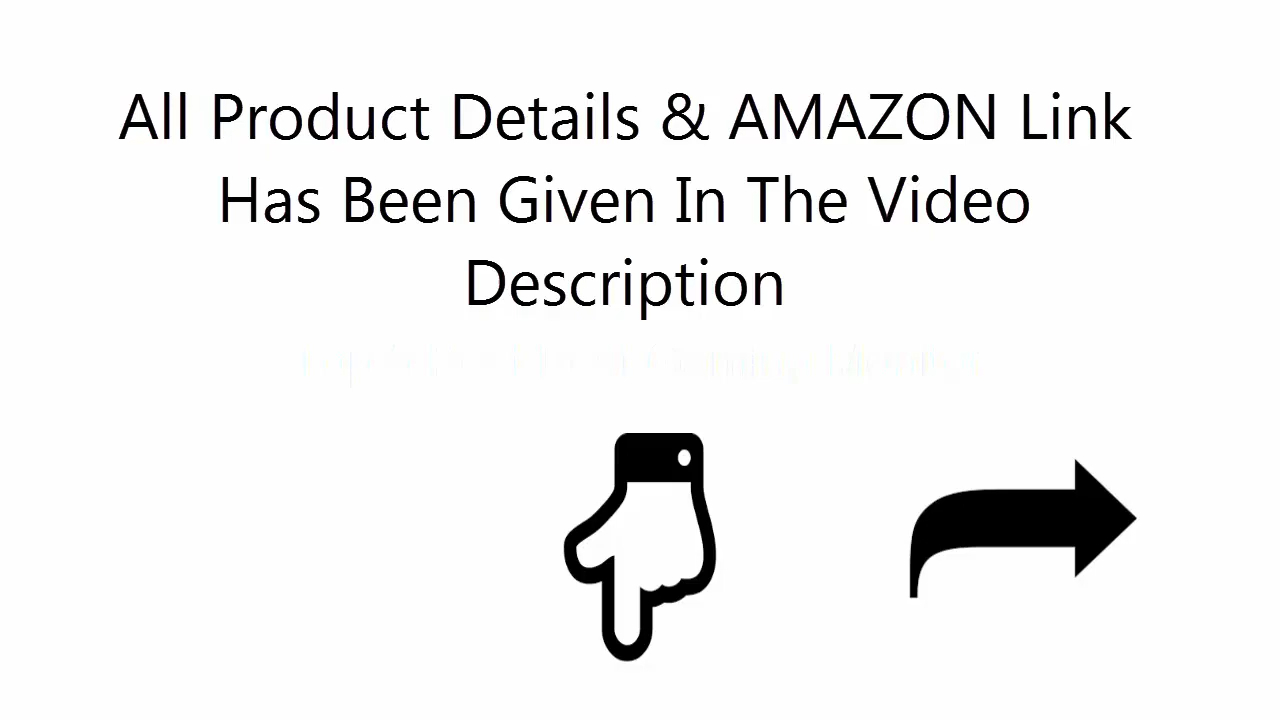 All Product Details & AMAZON Link
Has Been Given In The Video
Description